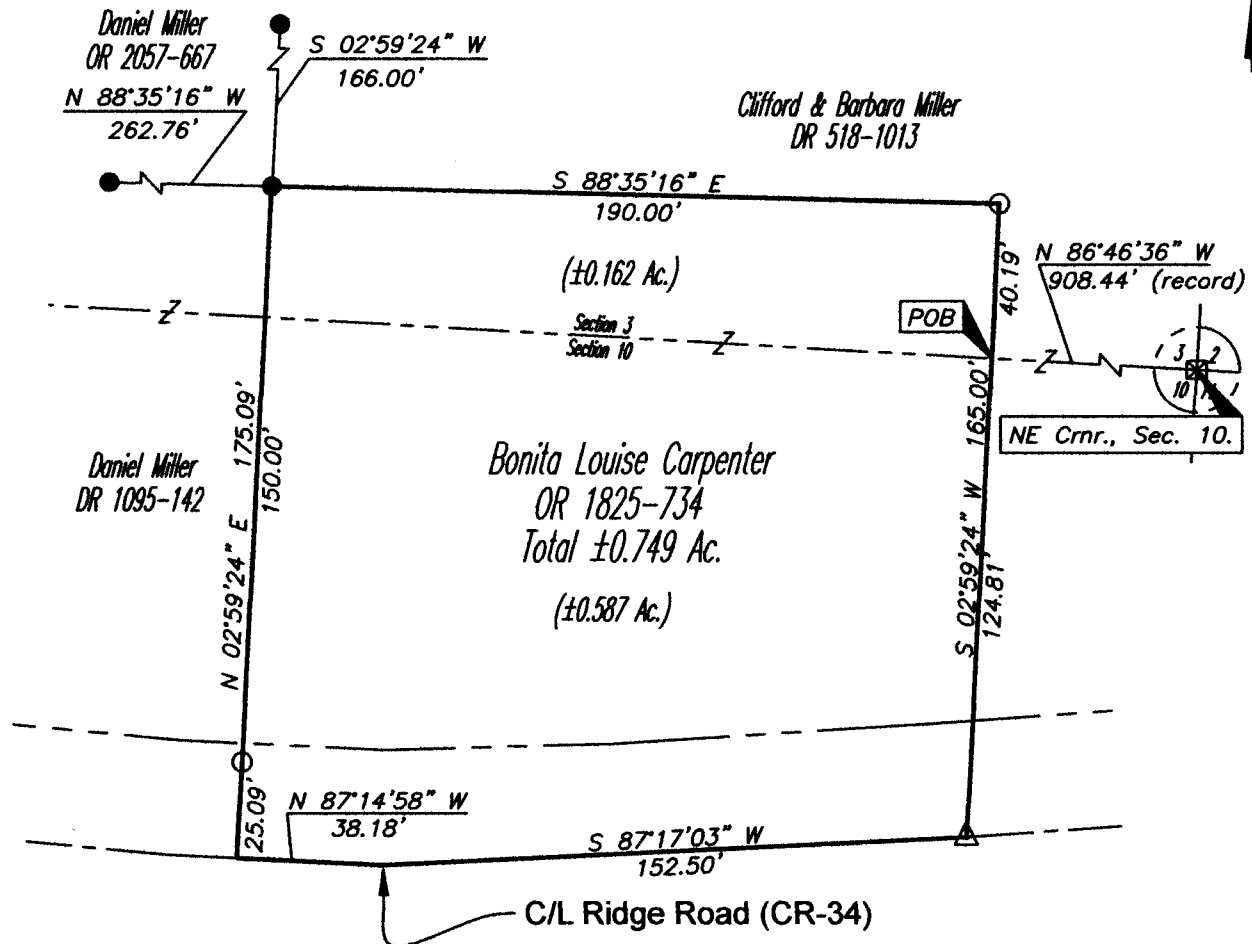 Daniel Miller
OR 2057-667
S 02°59'24" W
166.00'
N 88°35'16" W
262.76'
Clifford & Barbara Miller
DR 518-1013
S 88°35'16" E
190.00'
(±0.162 Ac.)
40.19'
N 86°46'36" W
908.44' (record)
POB
Section 3
Section 10
3 2
10
NE Crnr., Sec. 10.
175.09'
150.00'
165.00'
Daniel Miller
DR 1095-142
Bonita Louise Carpenter
OR 1825-734
Total ±0.749 Ac.
(±0.587 Ac.)
N 02°59'24" E
S 02°59'24" W
124.81'
25.09'
N 87°14'58" W
38.18'
S 87°17'03" W
152.50'
C/L Ridge Road (CR-34)